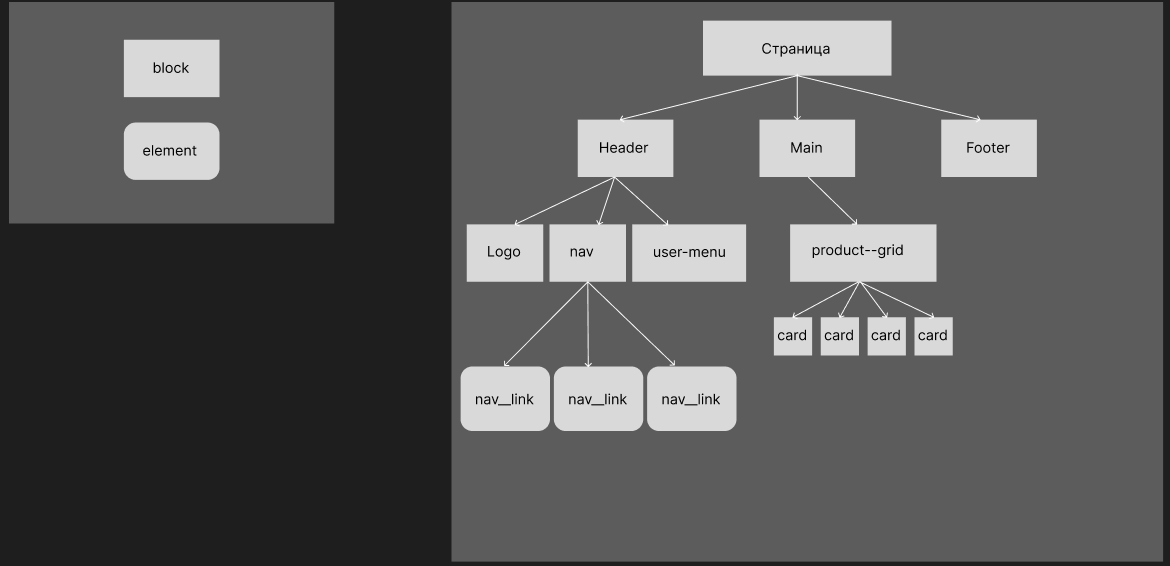 block
element
Страница
Header
Main
Footer
Logo
nav
user-menu
product--grid
card
card
card
card
nav__link
nav__link
nav__link